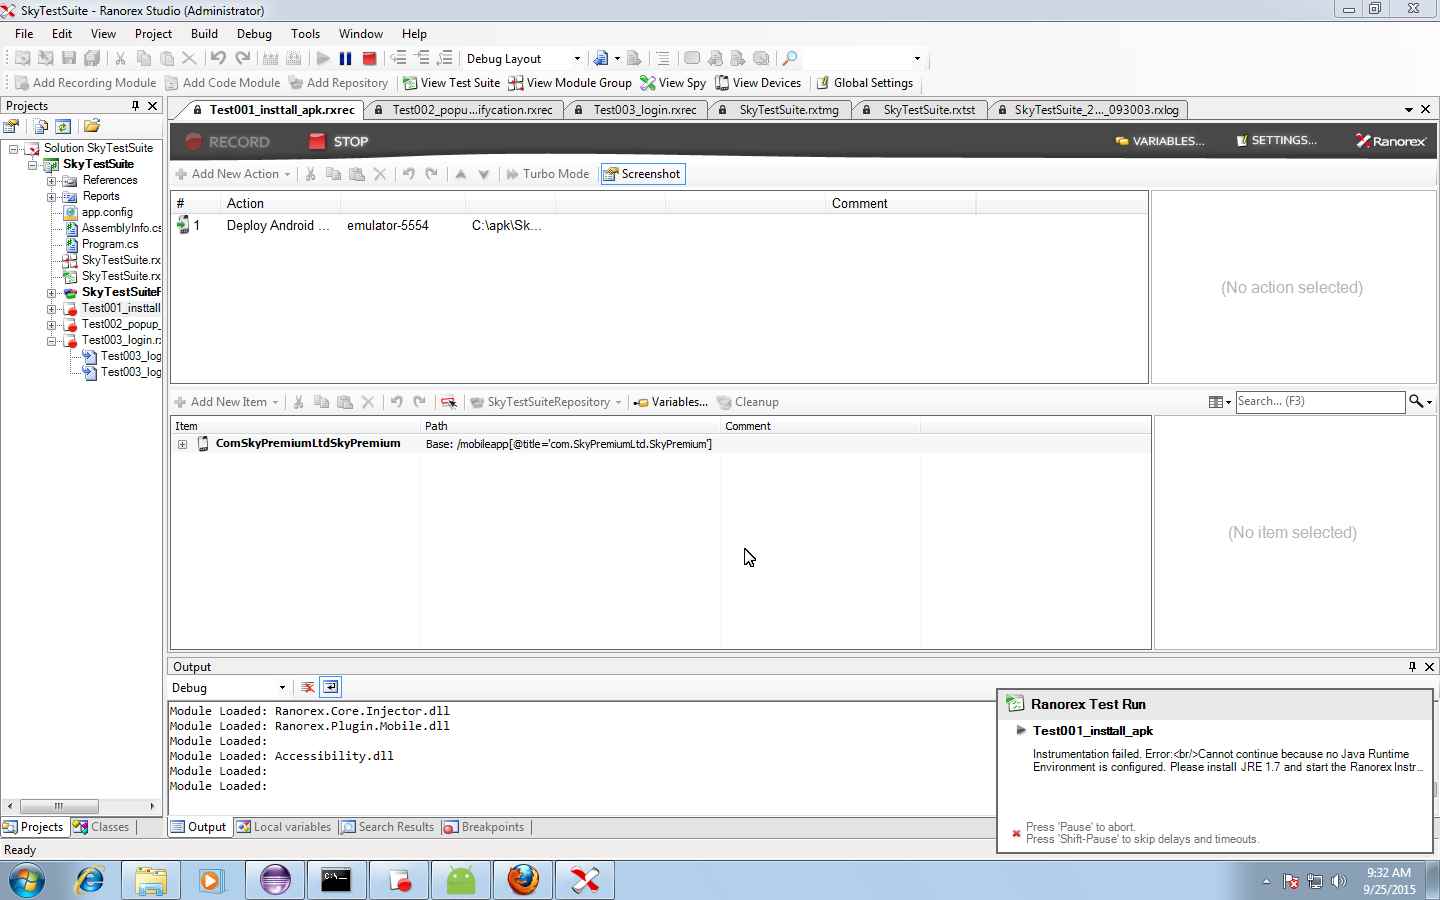 SkyTestSuite - Ranorex Studio (Administrator)
File Edit View Project Build Debug Tools Window Help
Debug Layout
Add Recording Module Add Code Module Add Repository View Test Suite View Module Group View Spy View Devices Global Settings
Projects
Test001_insttall_apk.rxrec Test002_popu...ifycation.rxrec Test003_login.rxrec SkyTestSuite.rxtmg SkyTestSuite.rxtst SkyTestSuite_2..._093003.rxlog
RECORD STOP VARIABLES... SETTINGS... Ranorex
Solution SkyTestSuite
SkyTestSuite
References
Reports
app.config
AssemblyInfo.cs
Program.cs
SkyTestSuite.rx
SkyTestSuite.rx
SkyTestSuiteF
Test001_insttall
Test002_popup_
Test003_login.rx
Test003_log
Test003_log
Add New Action Turbo Mode Screenshot
# Action Comment
1 Deploy Android ... emulator-5554 C:\apk\Sk...
(No action selected)
Add New Item SkyTestSuiteRepository Variables... Cleanup Search... (F3)
Item Path Comment
ComSkyPremiumLtdSkyPremium Base: /mobileapp[@title='com.SkyPremiumLtd.SkyPremium']
(No item selected)
Output
Debug
Module Loaded: Ranorex.Core.Injector.dll
Module Loaded: Ranorex.Plugin.Mobile.dll
Module Loaded:
Module Loaded: Accessibility.dll
Module Loaded:
Module Loaded:
Ranorex Test Run
Test001_insttall_apk
Instrumentation failed. Error:<br/>Cannot continue because no Java Runtime
Environment is configured. Please install JRE 1.7 and start the Ranorex Instr...
Press 'Pause' to abort.
Press 'Shift-Pause' to skip delays and timeouts.
Projects Classes
Output Local variables Search Results Breakpoints
Ready
C:\.
9:32 AM
9/25/2015